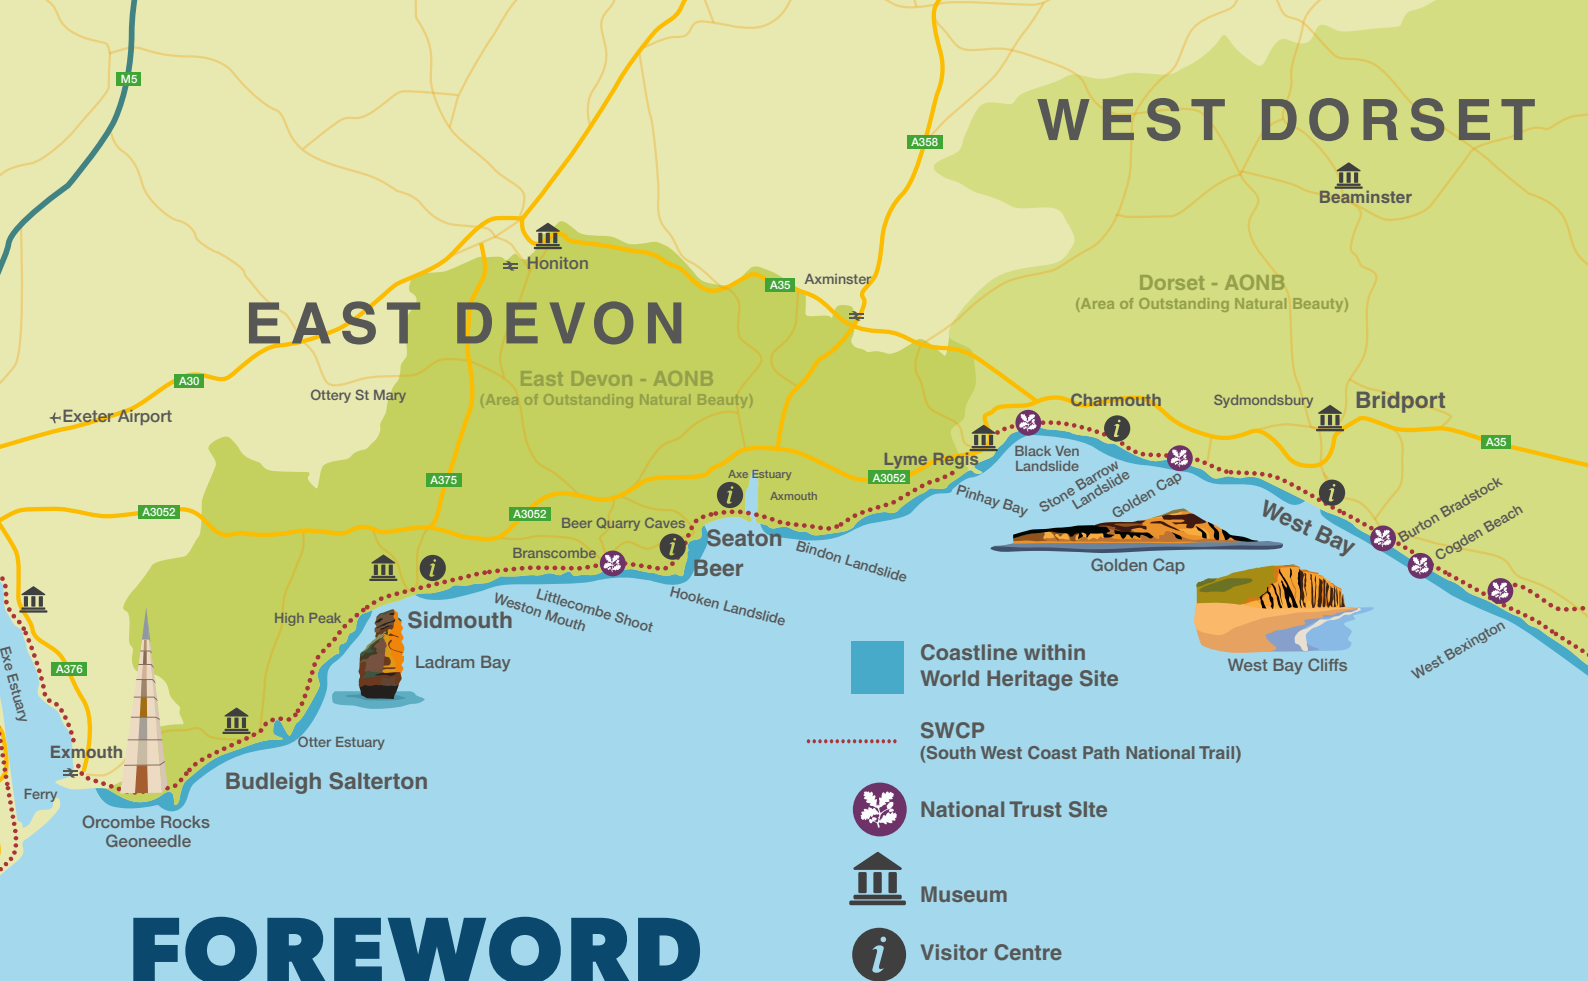 M5
A358
WEST DORSET
Beaminster
Honiton
A35
Axminster
Dorset - AONB
(Area of Outstanding Natural Beauty)
EAST DEVON
A30
East Devon - AONB
(Area of Outstanding Natural Beauty)
Ottery St Mary
Exeter Airport
Charmouth
Sydmondsbury
Bridport
A35
Lyme Regis
Black Ven
Landslide
Stone Barrow
Landslide
Golden Cap
Pinhay Bay
A3052
Axe Estuary
Axmouth
A375
A3052
A3052
Beer Quarry Caves
Seaton
Bindon Landslide
Branscombe
Beer
Hooken Landslide
Littlecombe Shoot
Weston Mouth
West Bay
Burton Bradstock
Cogden Beach
Golden Cap
High Peak
Sidmouth
Ladram Bay
Exe Estuary
A376
West Bay Cliffs
West Bexington
Otter Estuary
Exmouth
Budleigh Salterton
Ferry
Orcombe Rocks
Geoneedle
Coastline within
World Heritage Site
SWCP
(South West Coast Path National Trail)
National Trust SIte
Museum
i Visitor Centre
FOREWORD